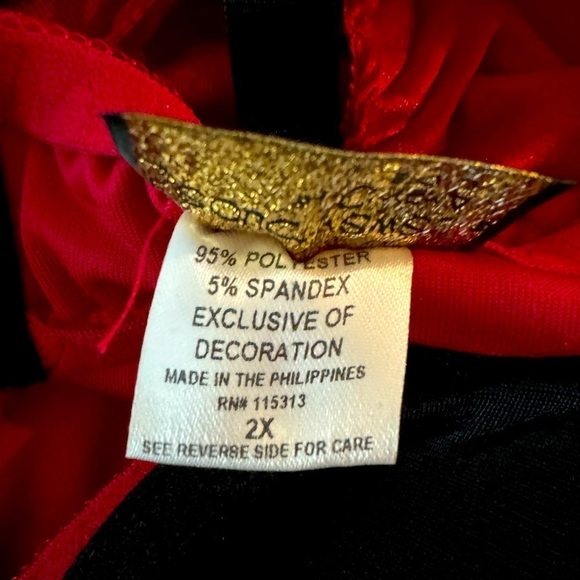 95% POLYESTER
5% SPANDEX
EXCLUSIVE OF
DECORATION
MADE IN THE PHILIPPINES
RN# 115313
2X
SEE REVERSE SIDE FOR CARE